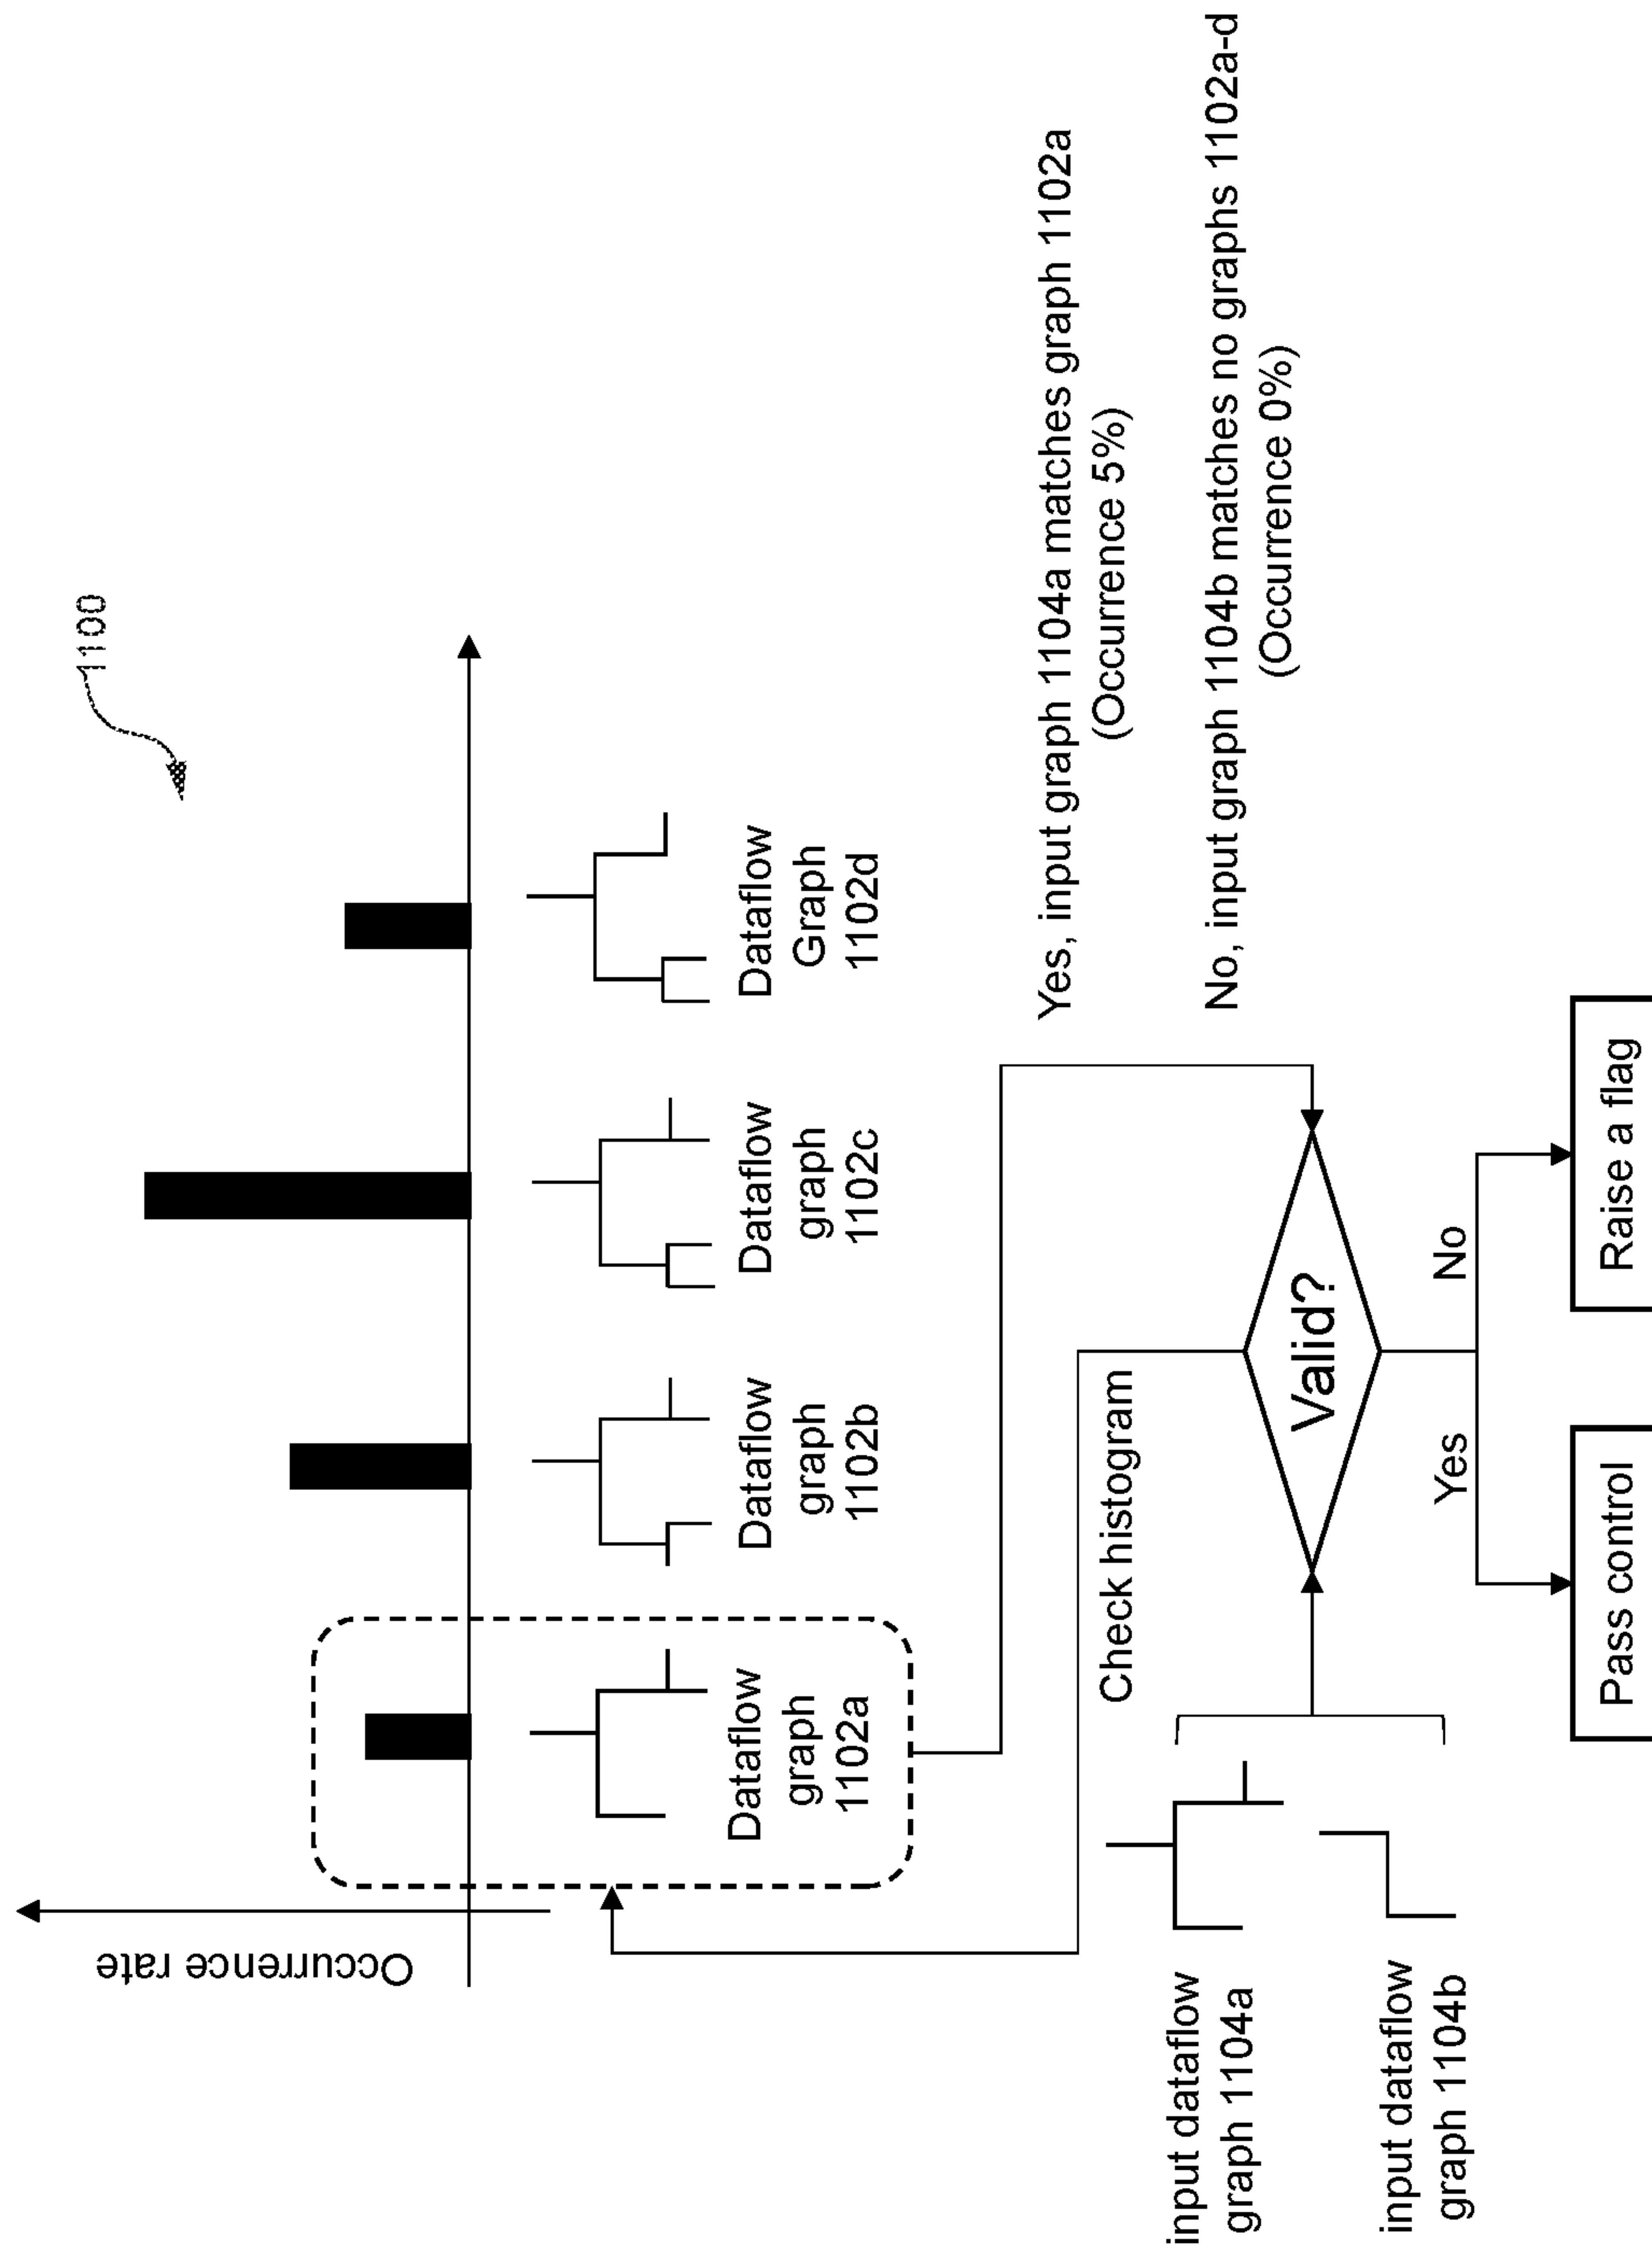 1100
Occurrence rate
Dataflow
graph
1102a
Dataflow
graph
1102b
Dataflow
graph
1102c
Dataflow
Graph
1102d
Yes, input graph 1104a matches graph 1102a
(Occurrence 5%)
No, input graph 1104b matches no graphs 1102a-d
(Occurrence 0%)
Check histogram
input dataflow
graph 1104a
input dataflow
graph 1104b
Valid?
Yes
No
Pass control
Raise a flag